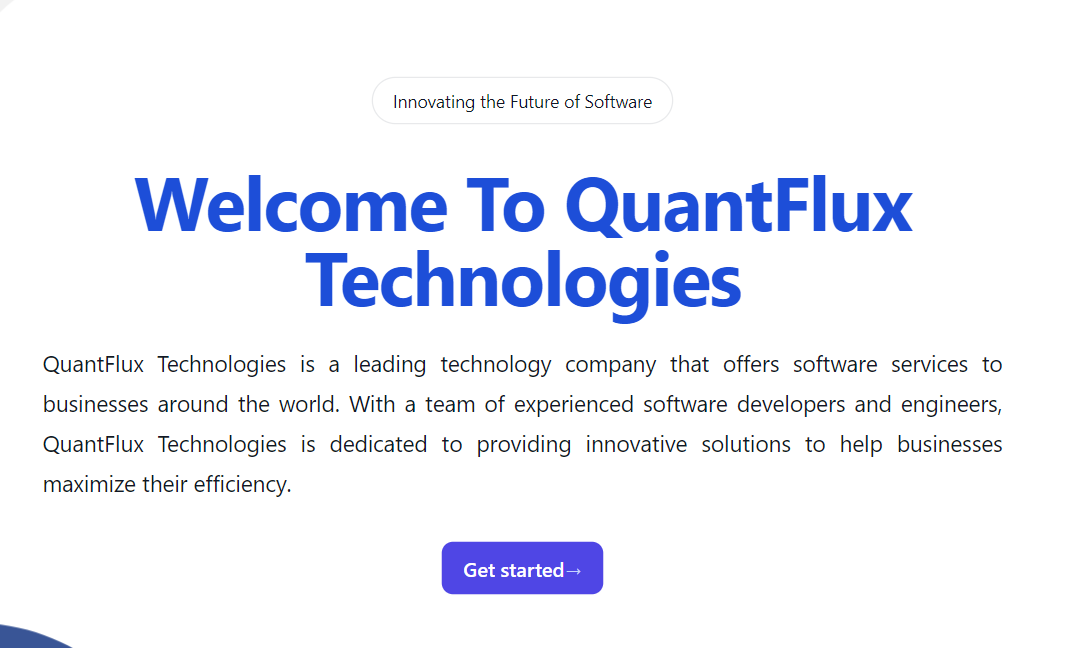 Innovating the Future of Software
Welcome To QuantFlux
Technologies
QuantFlux Technologies is a leading technology company that offers software services to
businesses around the world. With a team of experienced software developers and engineers,
QuantFlux Technologies is dedicated to providing innovative solutions to help businesses
maximize their efficiency.
Get started→